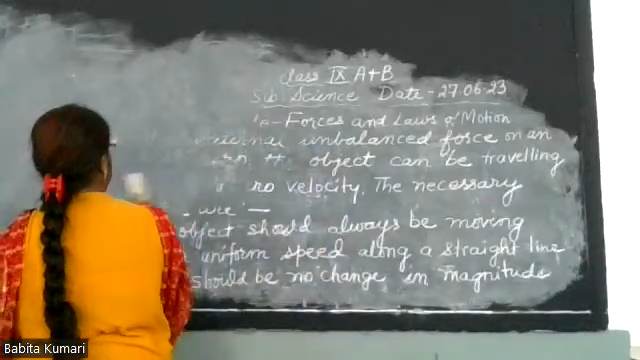 Class IX A+B
Sub: Science Date - 27.06.23
- Forces and Laws of Motion
unbalanced force on an
object can be travelling
velocity. The necessary
are -
object should always be moving
uniform speed along a straight line
should be no change in magnitude
Babita Kumari